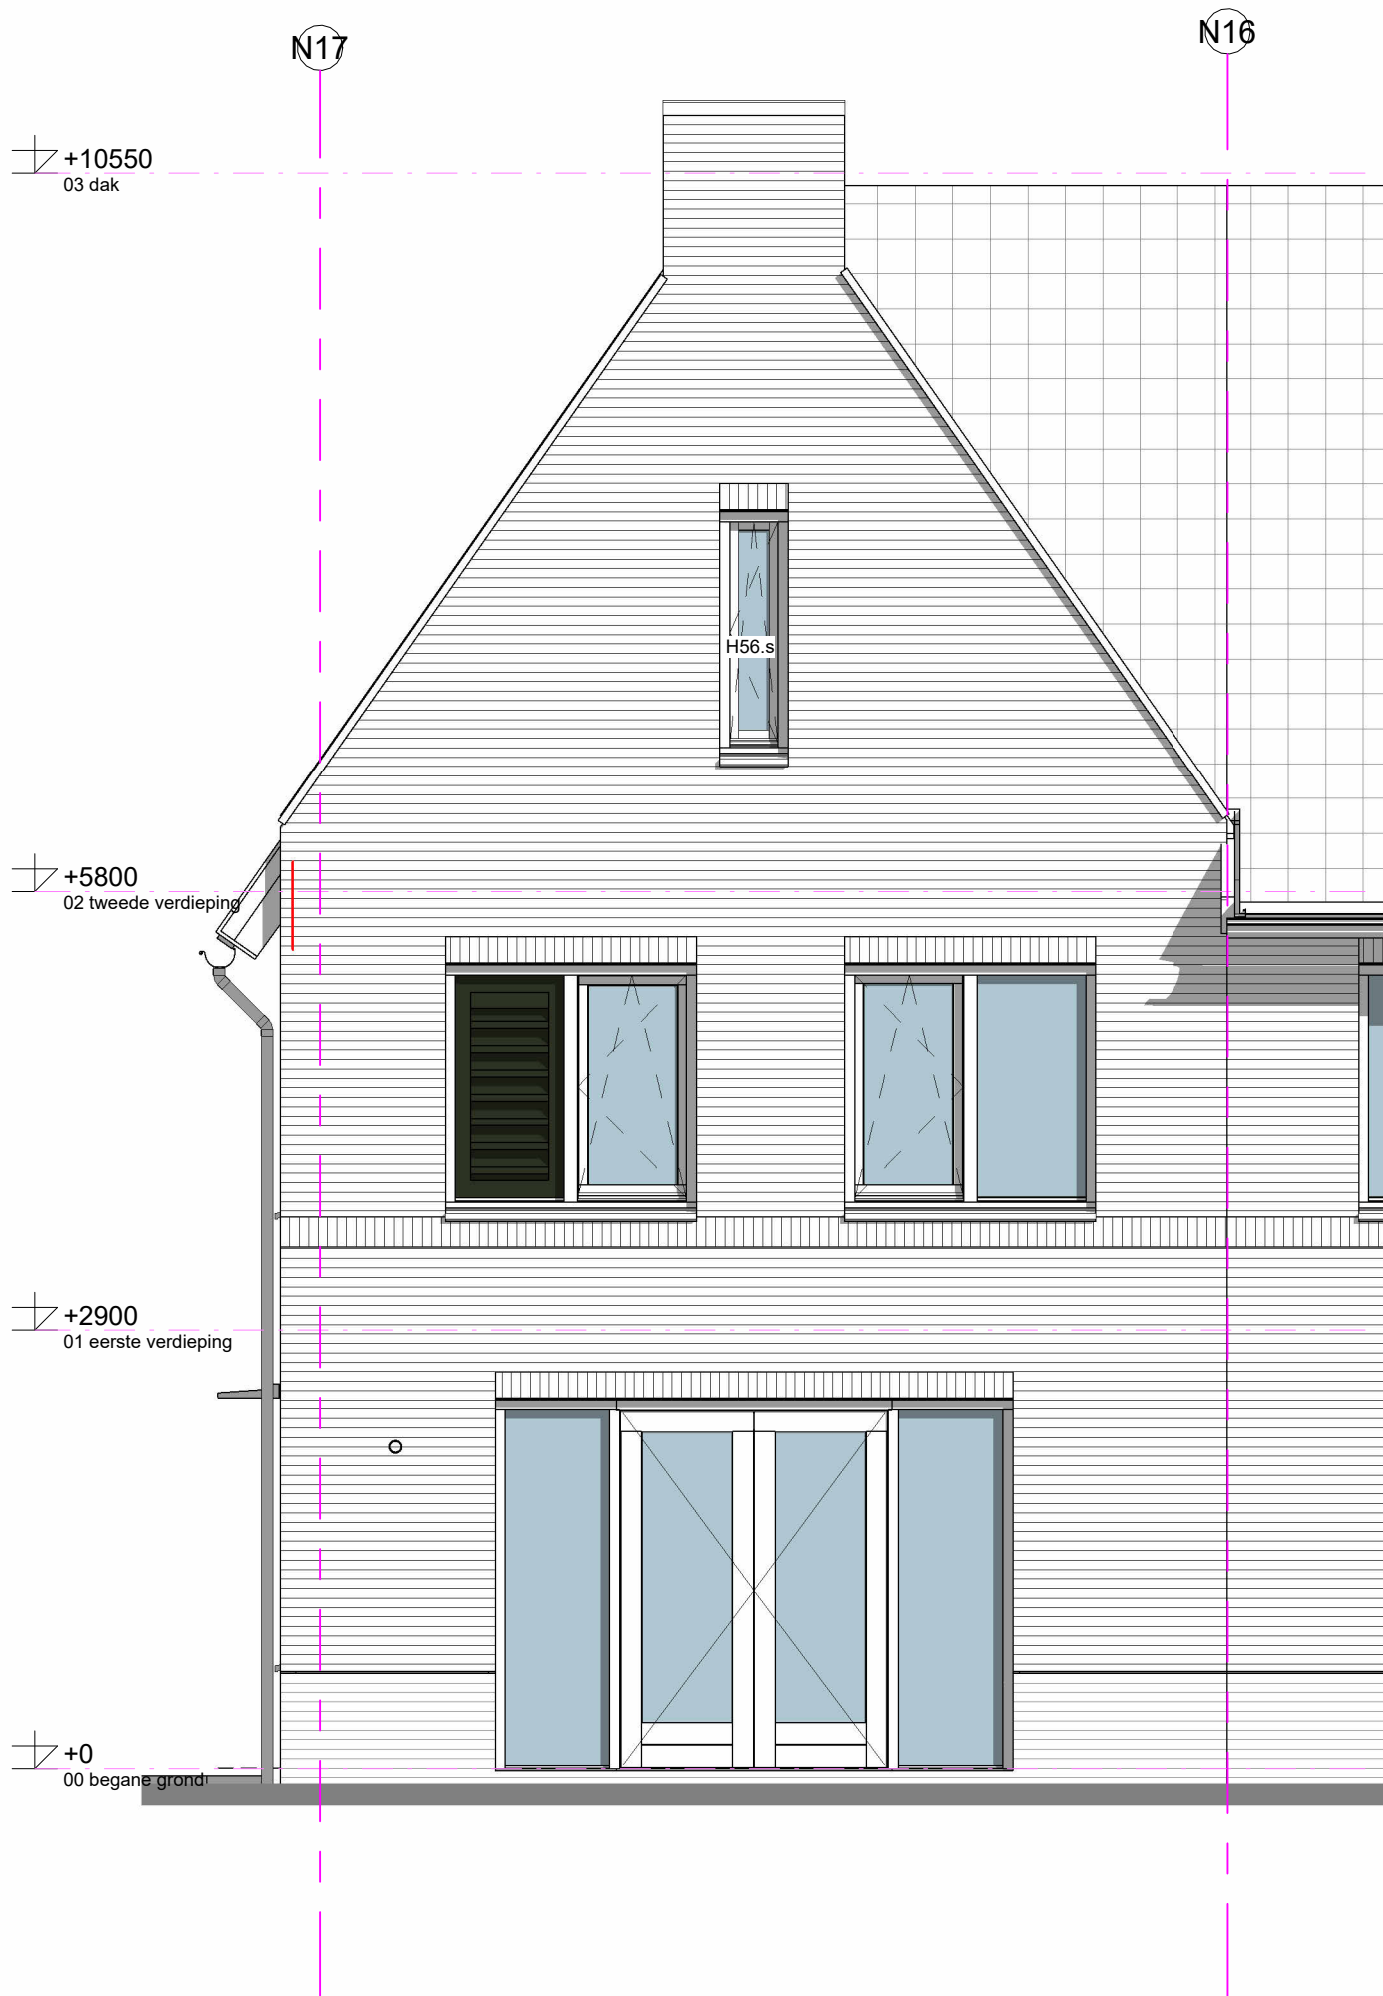 N17
N16
+10550
03 dak
H56.s
+5800
02 tweede verdieping
+2900
01 eerste verdieping
+0
00 begane grond